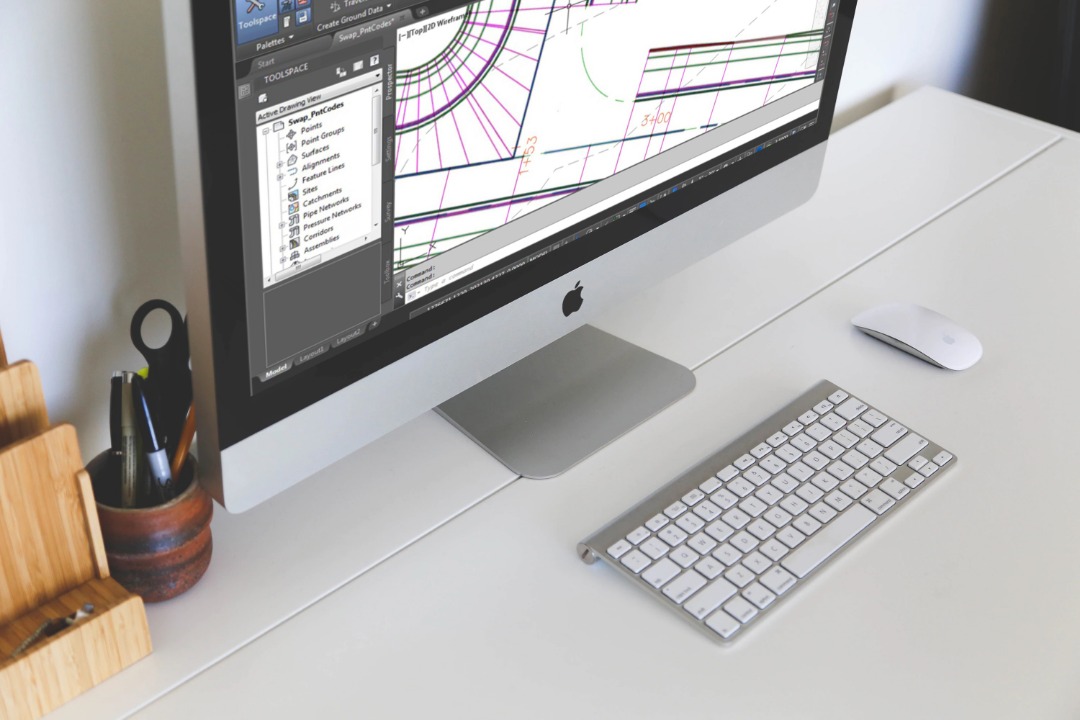 Toolspace
Palettes
Create Ground Data
Swap_PntCodes*
Start
[-][Top][2D Wireframe
TOOLSPACE
Active Drawing View
Swap_PntCodes
Points
Point Groups
Surfaces
Alignments
Feature Lines
Sites
Catchments
Pipe Networks
Pressure Networks
Corridors
Assemblies
Prospector
Settings
Survey
Toolbox
1+53
3+00
Y
X
Command:
Command:
Type a command
Model
Layout1
Layout2